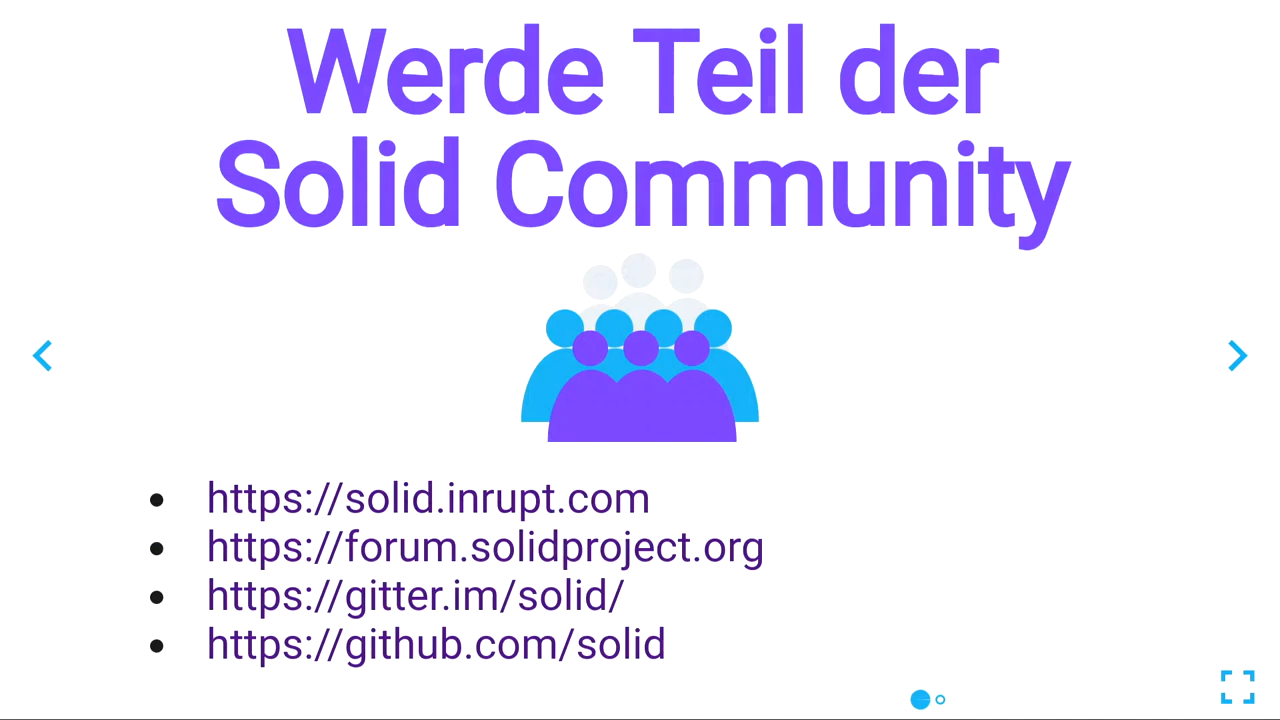 Werde Teil der
Solid Community
https://solid.inrupt.com
https://forum.solidproject.org
https://gitter.im/solid/
https://github.com/solid